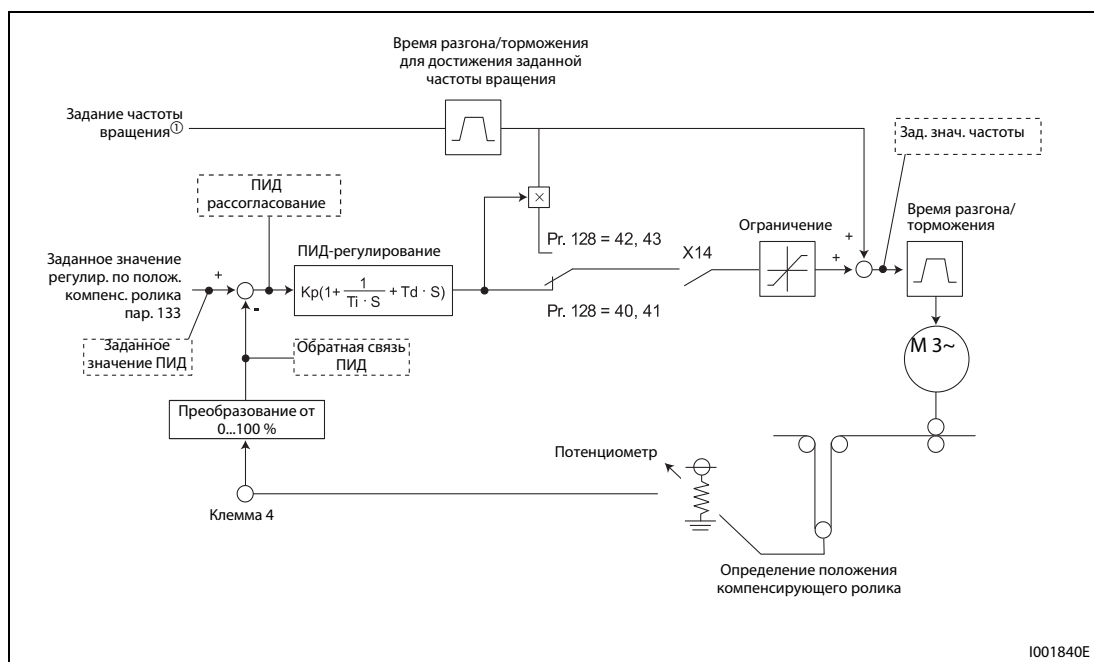 Время разгона/торможения
для достижения заданной
частоты вращения
Задание частоты
вращения①
Зад. знач. частоты
ПИД
рассогласование
×
Время разгона/
торможения
Ограничение
Pr. 128 = 42, 43
X14
ПИД-регулирование
Заданное значение
регулир. по полож.
компенс. ролика
пар. 133
+
-
Kp(1+ 1/(Ti · S) + Td · S)
+
+
Pr. 128 = 40, 41
Заданное
значение ПИД
Обратная связь
ПИД
M 3~
Преобразование от
0...100 %
Потенциометр
Клемма 4
Определение положения
компенсирующего ролика
I001840E